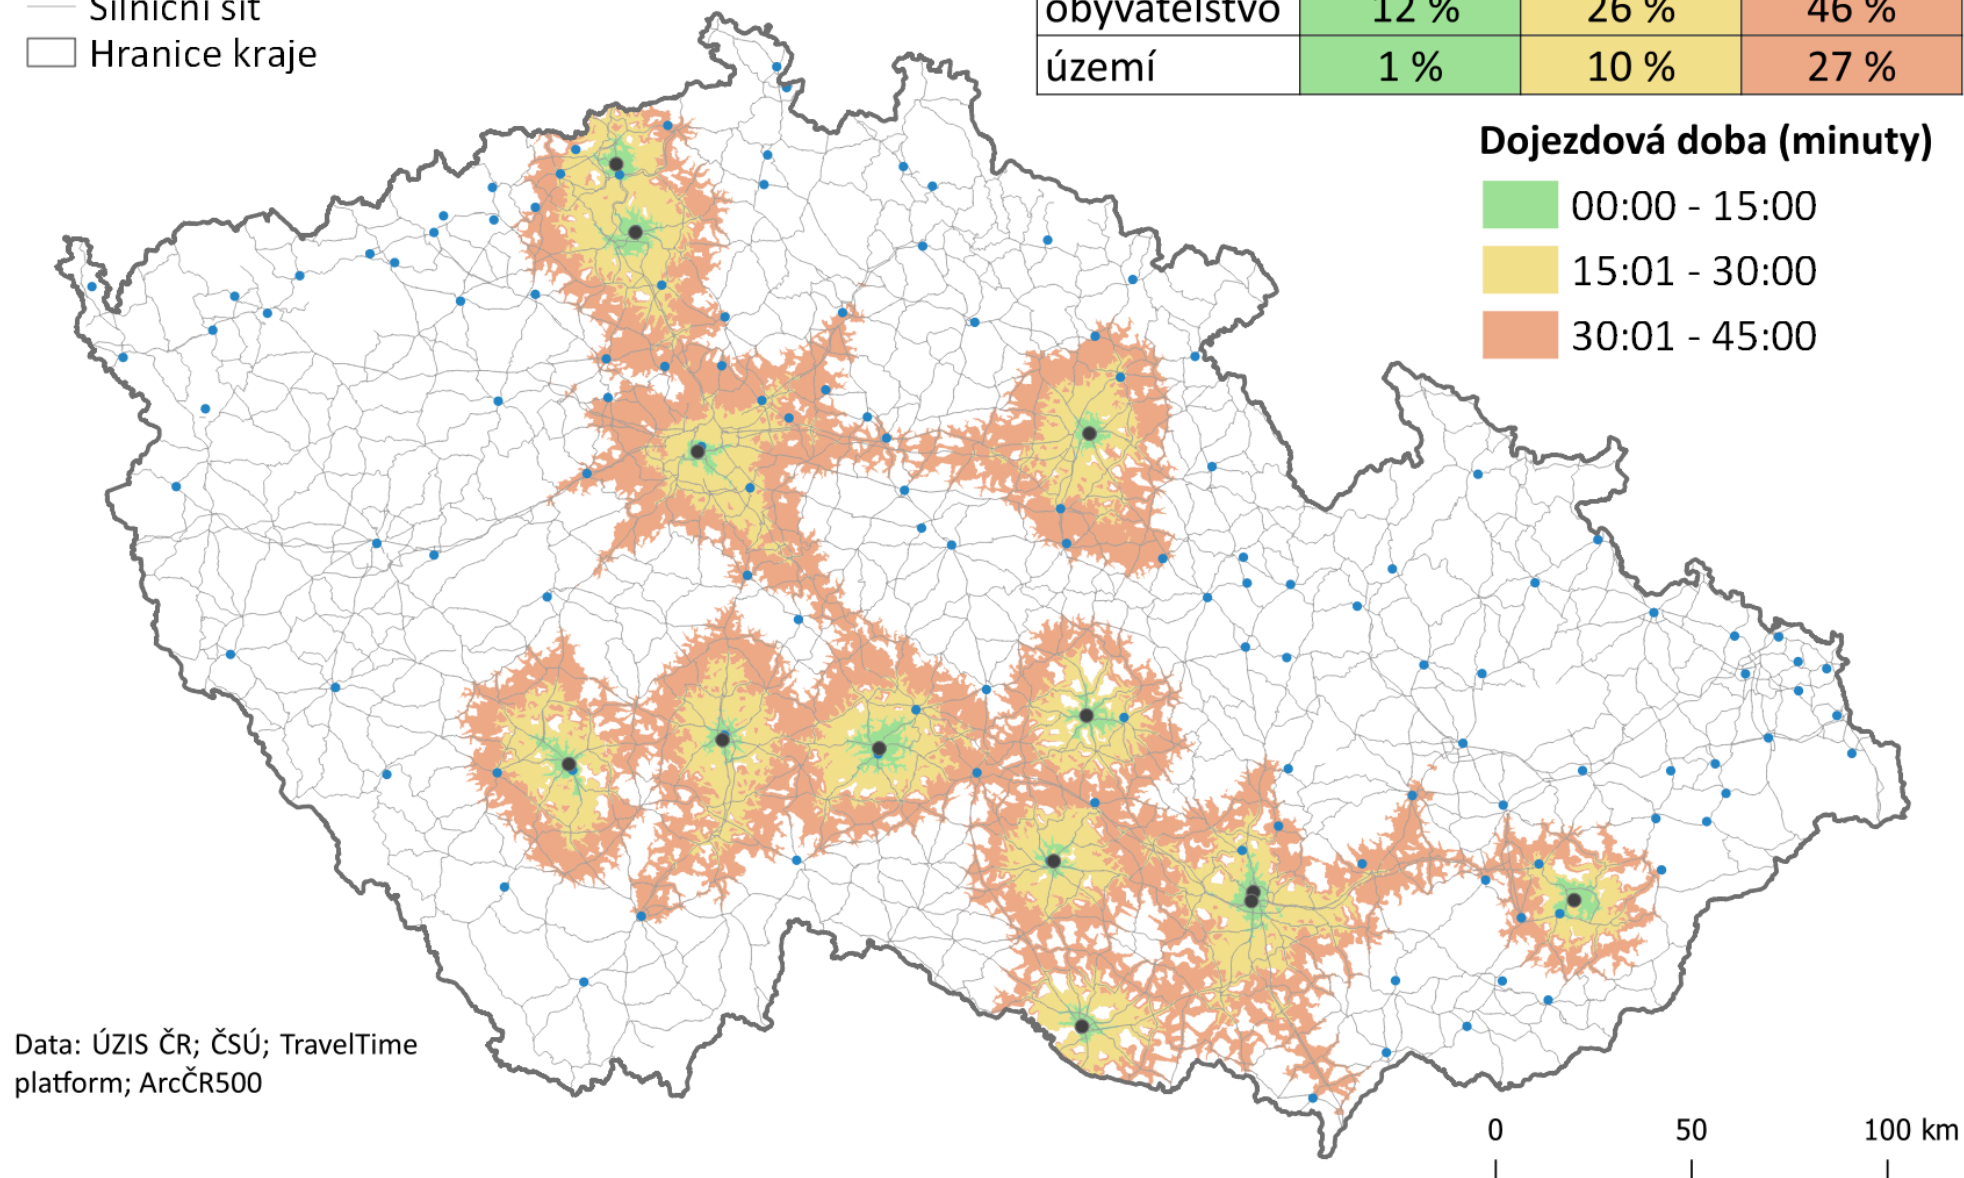 Silniční síť
Hranice kraje
obyvatelstvo 12 % 26 % 46 %
území 1 % 10 % 27 %
Dojezdová doba (minuty)
00:00 - 15:00
15:01 - 30:00
30:01 - 45:00
Data: ÚZIS ČR; ČSÚ; TravelTime
platform; ArcČR500
0 50 100 km